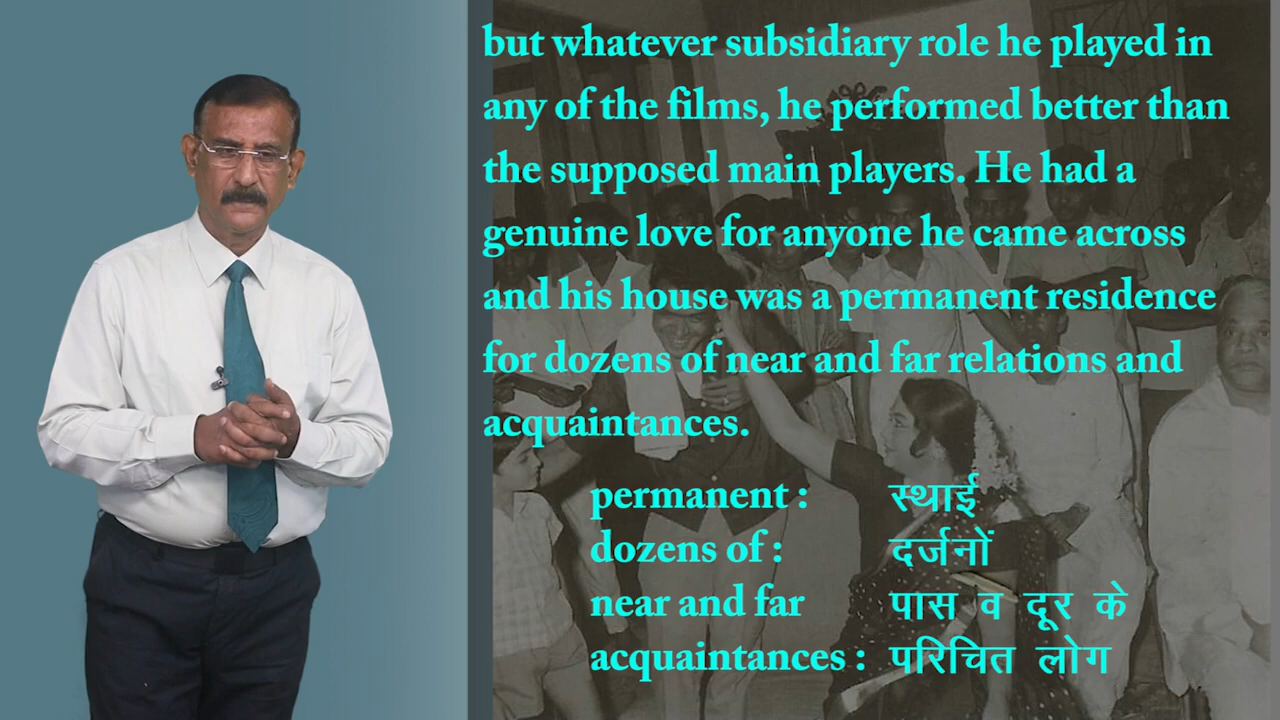 but whatever subsidiary role he played in
any of the films, he performed better than
the supposed main players. He had a
genuine love for anyone he came across
and his house was a permanent residence
for dozens of near and far relations and
acquaintances.
permanent : स्थाई
dozens of : दर्जनों
near and far पास व दूर के
acquaintances : परिचित लोग